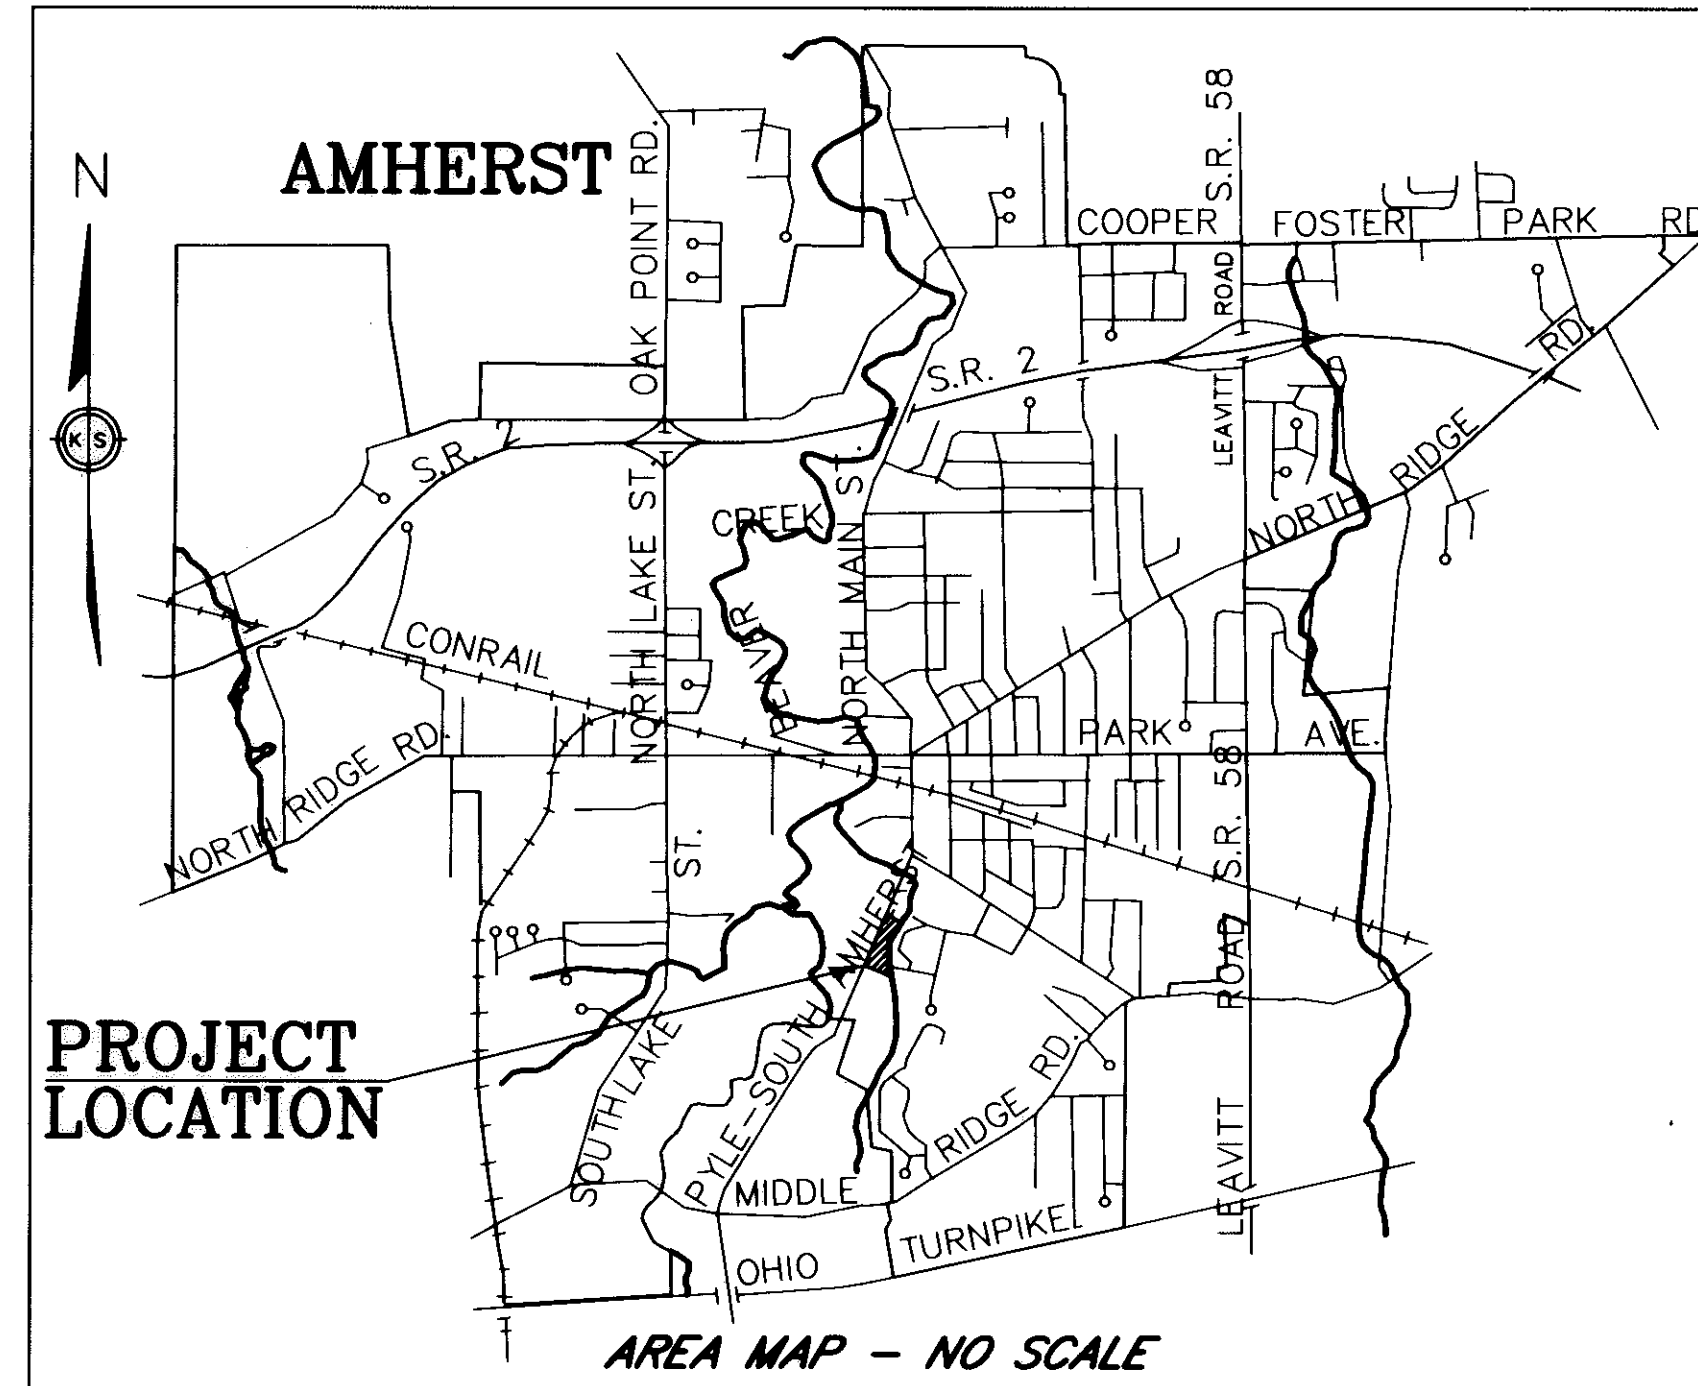 N
AMHERST
OAK POINT RD.
S.R. 58
COOPER FOSTER PARK RD
LEAVITT ROAD
S.R. 2
S.R. 2
K S
NORTH RIDGE RD.
NORTH LAKE ST.
CREEK
BEAVER
NORTH MAIN ST.
CONRAIL
PARK AVE.
NORTH RIDGE RD.
S.R. 58
LEAVITT ROAD
SOUTHLAKE ST.
PYLE-SOUTH AMHERST
PROJECT
LOCATION
MIDDLE RIDGE RD.
OHIO TURNPIKE
AREA MAP - NO SCALE